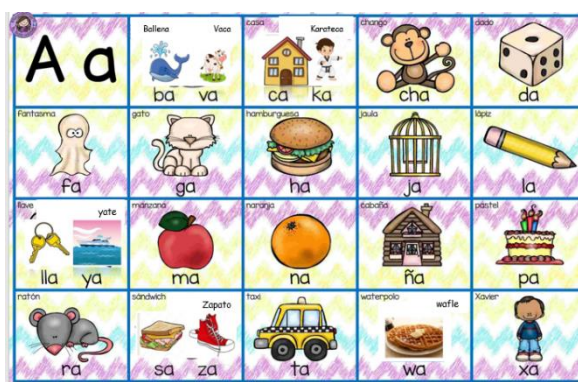 A a
Ballena Vaca
ba va
casa Karateca
ca ka
chango
cha
dado
da
fantasma
fa
gato
ga
hamburguesa
ha
jaula
ja
lápiz
la
llave yate
lla ya
manzana
ma
naranja
na
cabaña
ña
pastel
pa
ratón
ra
sándwich Zapato
sa za
taxi
ta
waterpolo wafle
wa
Xavier
xa